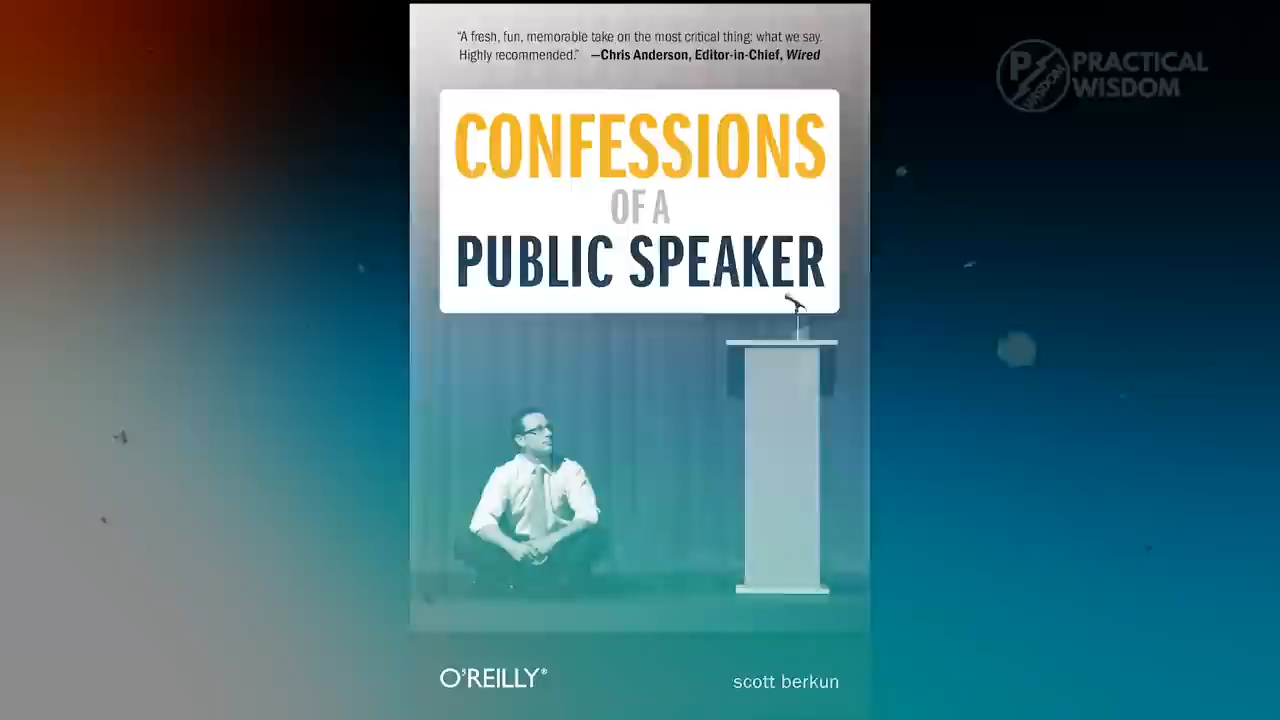 “A fresh, fun, memorable take on the most critical thing: what we say.
Highly recommended.” —Chris Anderson, Editor-in-Chief, Wired
CONFESSIONS
OF A
PUBLIC SPEAKER
O'REILLY®
scott berkun
P
WISDOM
PRACTICAL
WISDOM